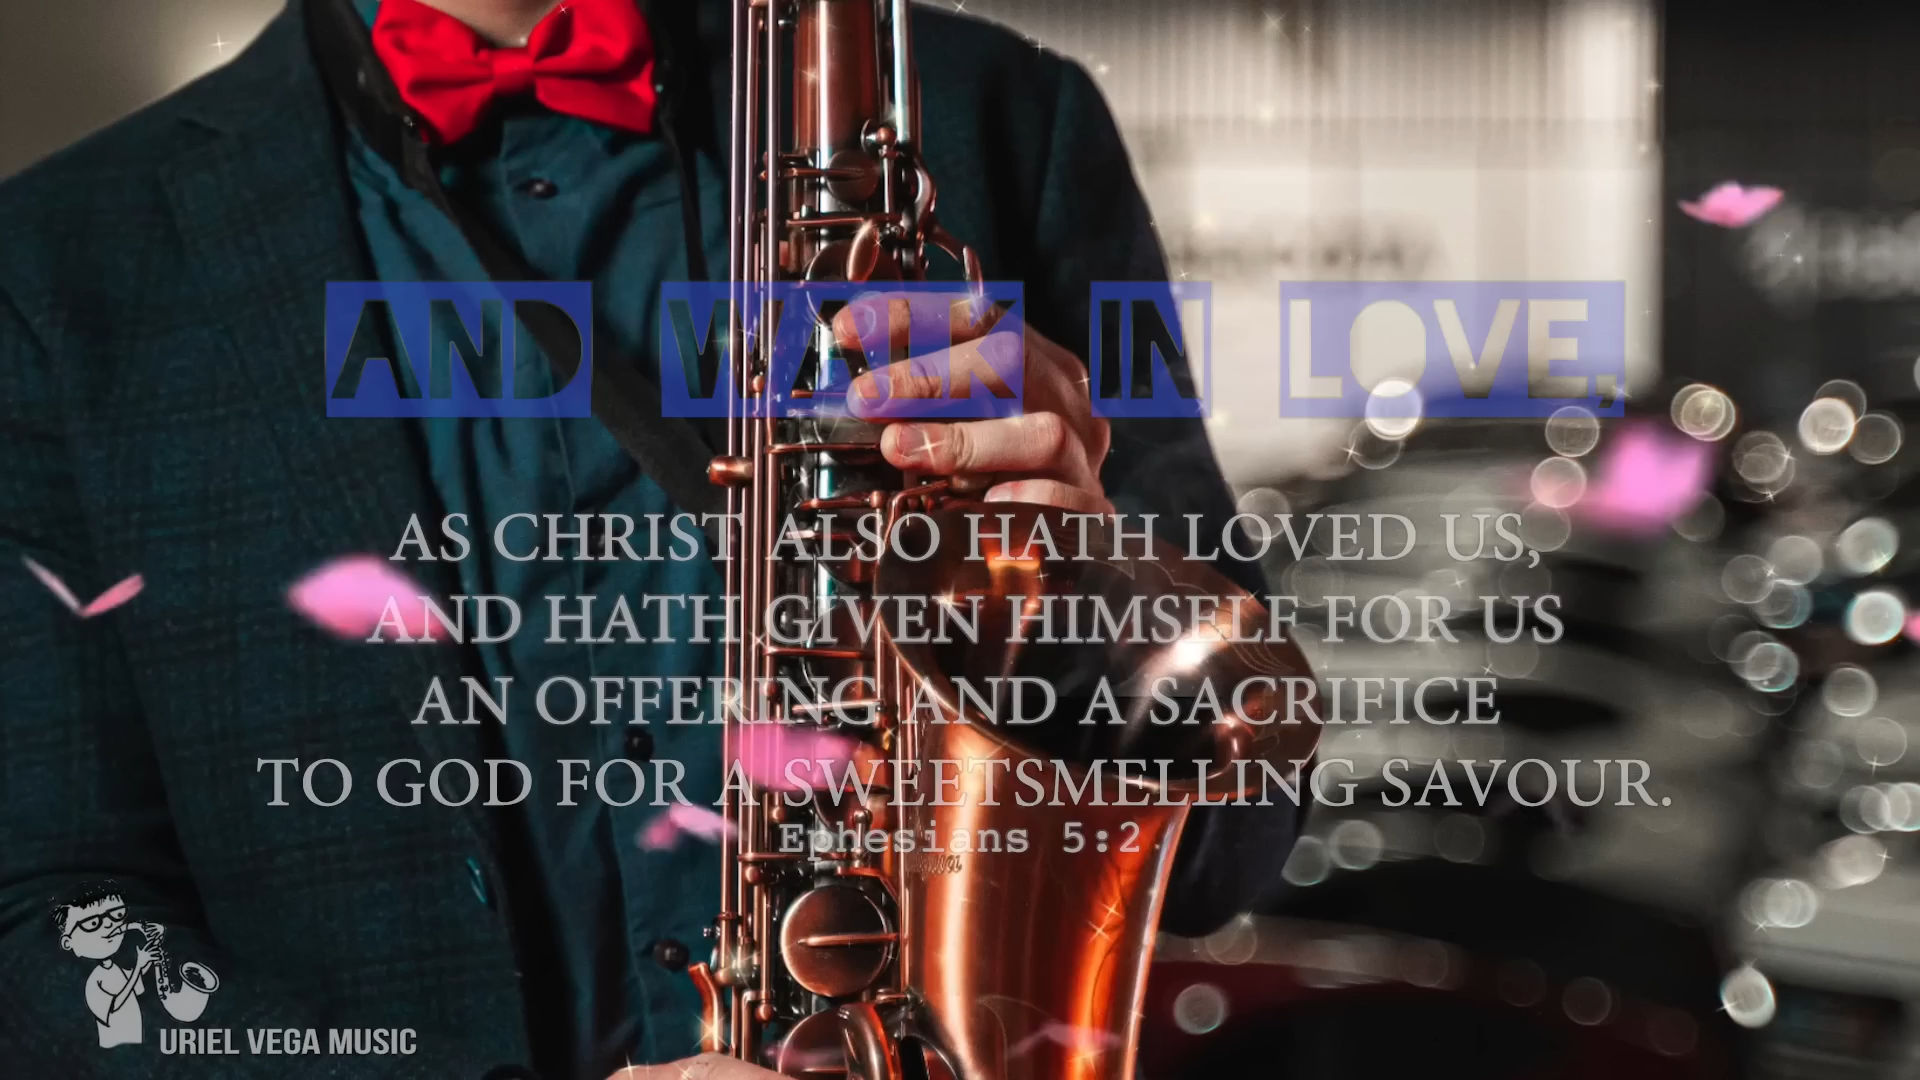 AND WALK IN LOVE,
AS CHRIST ALSO HATH LOVED US,
AND HATH GIVEN HIMSELF FOR US
AN OFFERING AND A SACRIFICE
TO GOD FOR A SWEETSMELLING SAVOUR.
Ephesians 5:2
URIEL VEGA MUSIC